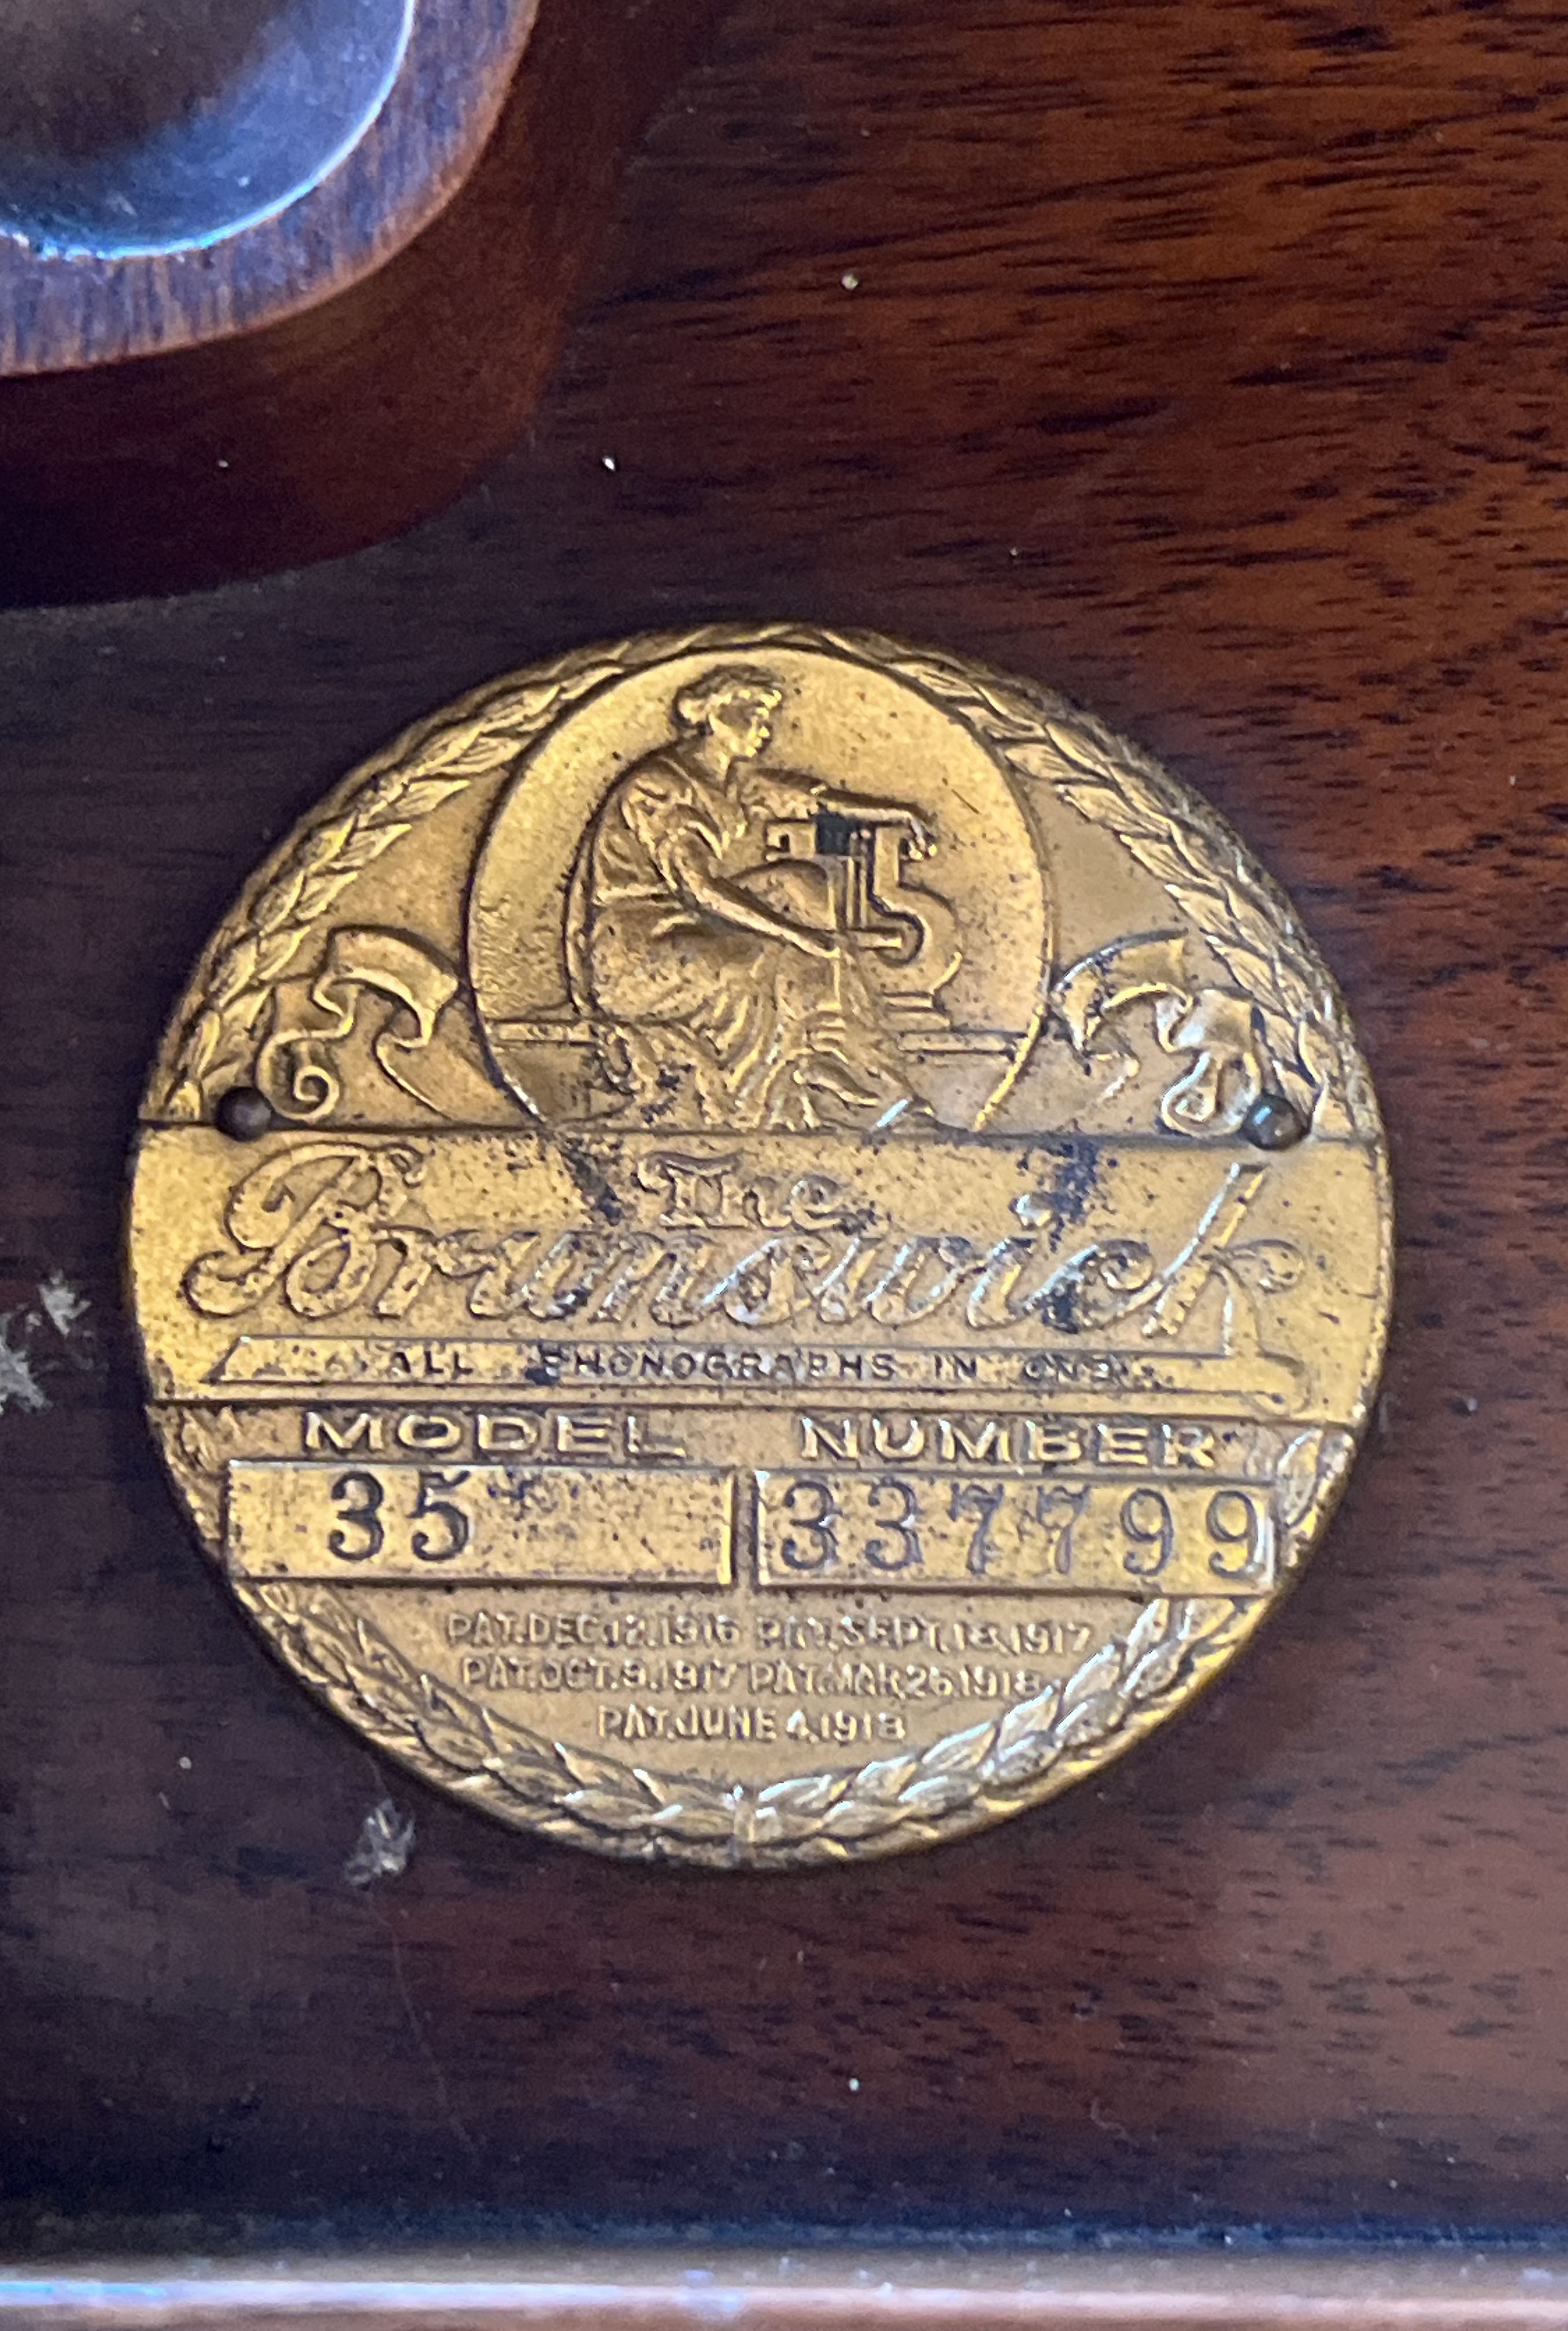 The
Brunswick
ALL PHONOGRAPHS IN ONE
MODEL NUMBER
35 337799
PAT.DEC.12.1916 PAT.SEPT.18.1917
PAT.OCT.9.1917 PAT.MAR.26.1918
PAT.JUNE 4.1918